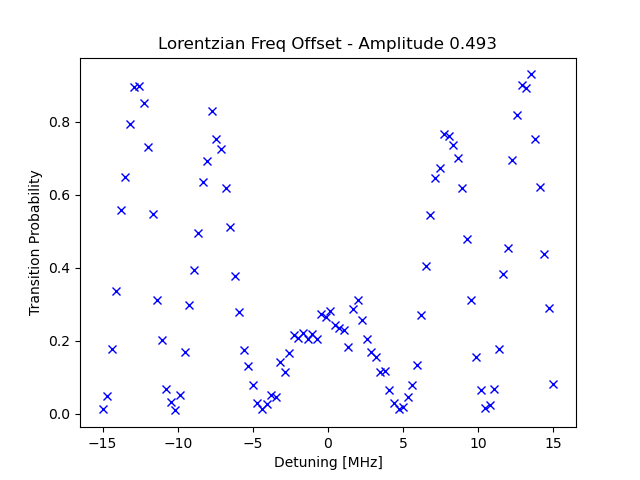 Lorentzian Freq Offset - Amplitude 0.493
Transition Probability
0.8
0.6
0.4
0.2
0.0
−15 −10 −5 0 5 10 15
Detuning [MHz]